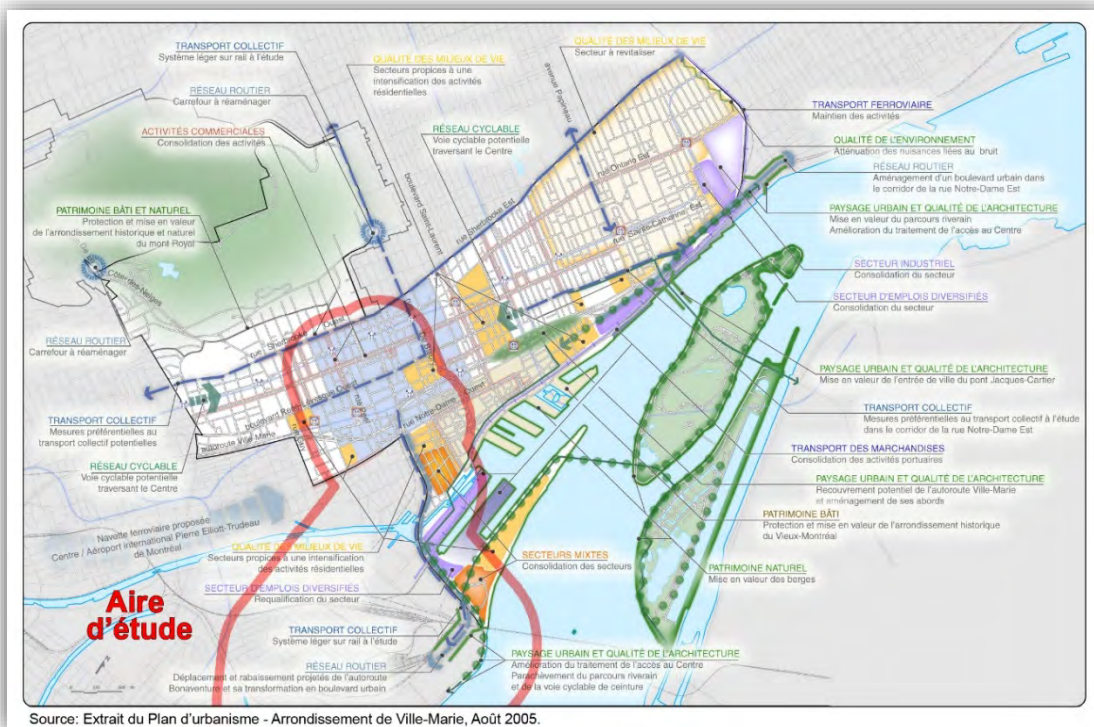 TRANSPORT COLLECTIF
Système léger sur rail à l'étude
RÉSEAU ROUTIER
Carrefour à réaménager
ACTIVITÉS COMMERCIALES
Consolidation des activités
PATRIMOINE BÂTI ET NATUREL
Protection et mise en valeur
de l'arrondissement historique et naturel
du mont-Royal
Côte-des-Neiges
RÉSEAU ROUTIER
Carrefour à réaménager
TRANSPORT COLLECTIF
Mesures préférentielles au
transport collectif potentielles
RÉSEAU CYCLABLE
Voie cyclable potentielle
traversant le Centre
QUALITÉ DES MILIEUX DE VIE
Secteurs propices à une
intensification des activités
résidentielles
RÉSEAU CYCLABLE
Voie cyclable potentielle
traversant le Centre
QUALITÉ DES MILIEUX DE VIE
Secteur à revitaliser
avenue Papineau
boulevard Saint-Laurent
rue Sherbrooke Est
rue Ontario Est
rue Sainte-Catherine Est
rue Sherbrooke Ouest
boulevard René-Lévesque Ouest
autoroute Ville-Marie
rue Notre-Dame Ouest
TRANSPORT FERROVIAIRE
Maintien des activités
QUALITÉ DE L'ENVIRONNEMENT
Atténuation des nuisances liées au bruit
RÉSEAU ROUTIER
Aménagement d'un boulevard urbain dans
le corridor de la rue Notre-Dame Est
PAYSAGE URBAIN ET QUALITÉ DE L'ARCHITECTURE
Mise en valeur du parcours riverain
Amélioration du traitement de l'accès au Centre
SECTEUR INDUSTRIEL
Consolidation du secteur
SECTEUR D'EMPLOIS DIVERSIFIÉS
Consolidation du secteur
PAYSAGE URBAIN ET QUALITÉ DE L'ARCHITECTURE
Mise en valeur de l'entrée de ville du pont Jacques-Cartier
TRANSPORT COLLECTIF
Mesures préférentielles au transport collectif à l'étude
dans le corridor de la rue Notre-Dame Est
TRANSPORT DES MARCHANDISES
Consolidation des activités portuaires
PAYSAGE URBAIN ET QUALITÉ DE L'ARCHITECTURE
Recouvrement potentiel de l'autoroute Ville-Marie
et aménagement de ses abords
PATRIMOINE BÂTI
Protection et mise en valeur de l'arrondissement historique
du Vieux-Montréal
PATRIMOINE NATUREL
Mise en valeur des berges
Navette ferroviaire proposée
Centre / Aéroport international Pierre Elliott-Trudeau
de Montréal
QUALITÉ DES MILIEUX DE VIE
Secteurs propices à une intensification
des activités résidentielles
SECTEURS MIXTES
Consolidation des secteurs
SECTEUR D'EMPLOIS DIVERSIFIÉS
Requalification du secteur
Aire
d'étude
TRANSPORT COLLECTIF
Système léger sur rail à l'étude
RÉSEAU ROUTIER
Déplacement et rabaissement projetés de l'autoroute
Bonaventure et sa transformation en boulevard urbain
PAYSAGE URBAIN ET QUALITÉ DE L'ARCHITECTURE
Amélioration du traitement de l'accès au Centre
Parachèvement du parcours riverain
et de la voie cyclable de ceinture
Source: Extrait du Plan d'urbanisme - Arrondissement de Ville-Marie, Août 2005.